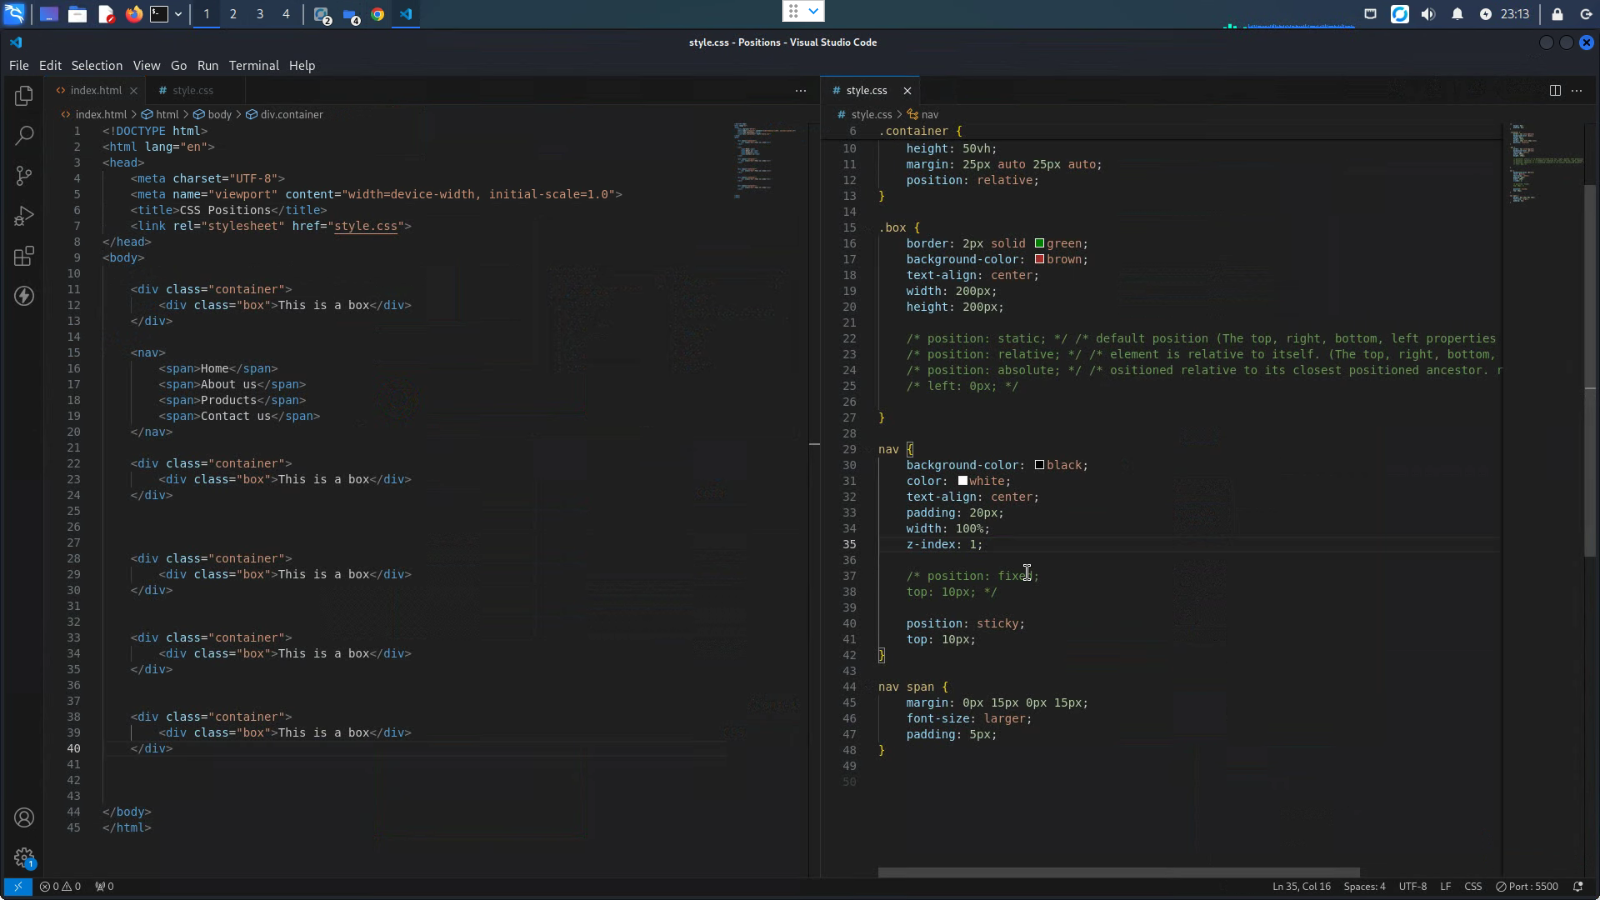 1
2
3
4
2
4
23:13
style.css - Positions - Visual Studio Code
File Edit Selection View Go Run Terminal Help
index.html
# style.css
# style.css
index.html > html > body > div.container
# style.css > nav
1 <!DOCTYPE html>
2 <html lang="en">
3 <head>
4 <meta charset="UTF-8">
5 <meta name="viewport" content="width=device-width, initial-scale=1.0">
6 <title>CSS Positions</title>
7 <link rel="stylesheet" href="style.css">
8 </head>
9 <body>
10
11 <div class="container">
12 <div class="box">This is a box</div>
13 </div>
14
15 <nav>
16 <span>Home</span>
17 <span>About us</span>
18 <span>Products</span>
19 <span>Contact us</span>
20 </nav>
21
22 <div class="container">
23 <div class="box">This is a box</div>
24 </div>
25
26
27
28 <div class="container">
29 <div class="box">This is a box</div>
30 </div>
31
32
33 <div class="container">
34 <div class="box">This is a box</div>
35 </div>
36
37
38 <div class="container">
39 <div class="box">This is a box</div>
40 </div>
41
42
43
44 </body>
45 </html>
6 .container {
10 height: 50vh;
11 margin: 25px auto 25px auto;
12 position: relative;
13 }
14
15 .box {
16 border: 2px solid green;
17 background-color: brown;
18 text-align: center;
19 width: 200px;
20 height: 200px;
21
22 /* position: static; */ /* default position (The top, right, bottom, left properties
23 /* position: relative; */ /* element is relative to itself. (The top, right, bottom,
24 /* position: absolute; */ /* ositioned relative to its closest positioned ancestor. r
25 /* left: 0px; */
26
27 }
28
29 nav {
30 background-color: black;
31 color: white;
32 text-align: center;
33 padding: 20px;
34 width: 100%;
35 z-index: 1;
36
37 /* position: fixed;
38 top: 10px; */
39
40 position: sticky;
41 top: 10px;
42 }
43
44 nav span {
45 margin: 0px 15px 0px 15px;
46 font-size: larger;
47 padding: 5px;
48 }
49
50
1
0 0 0
Ln 35, Col 16 Spaces: 4 UTF-8 LF CSS Port : 5500